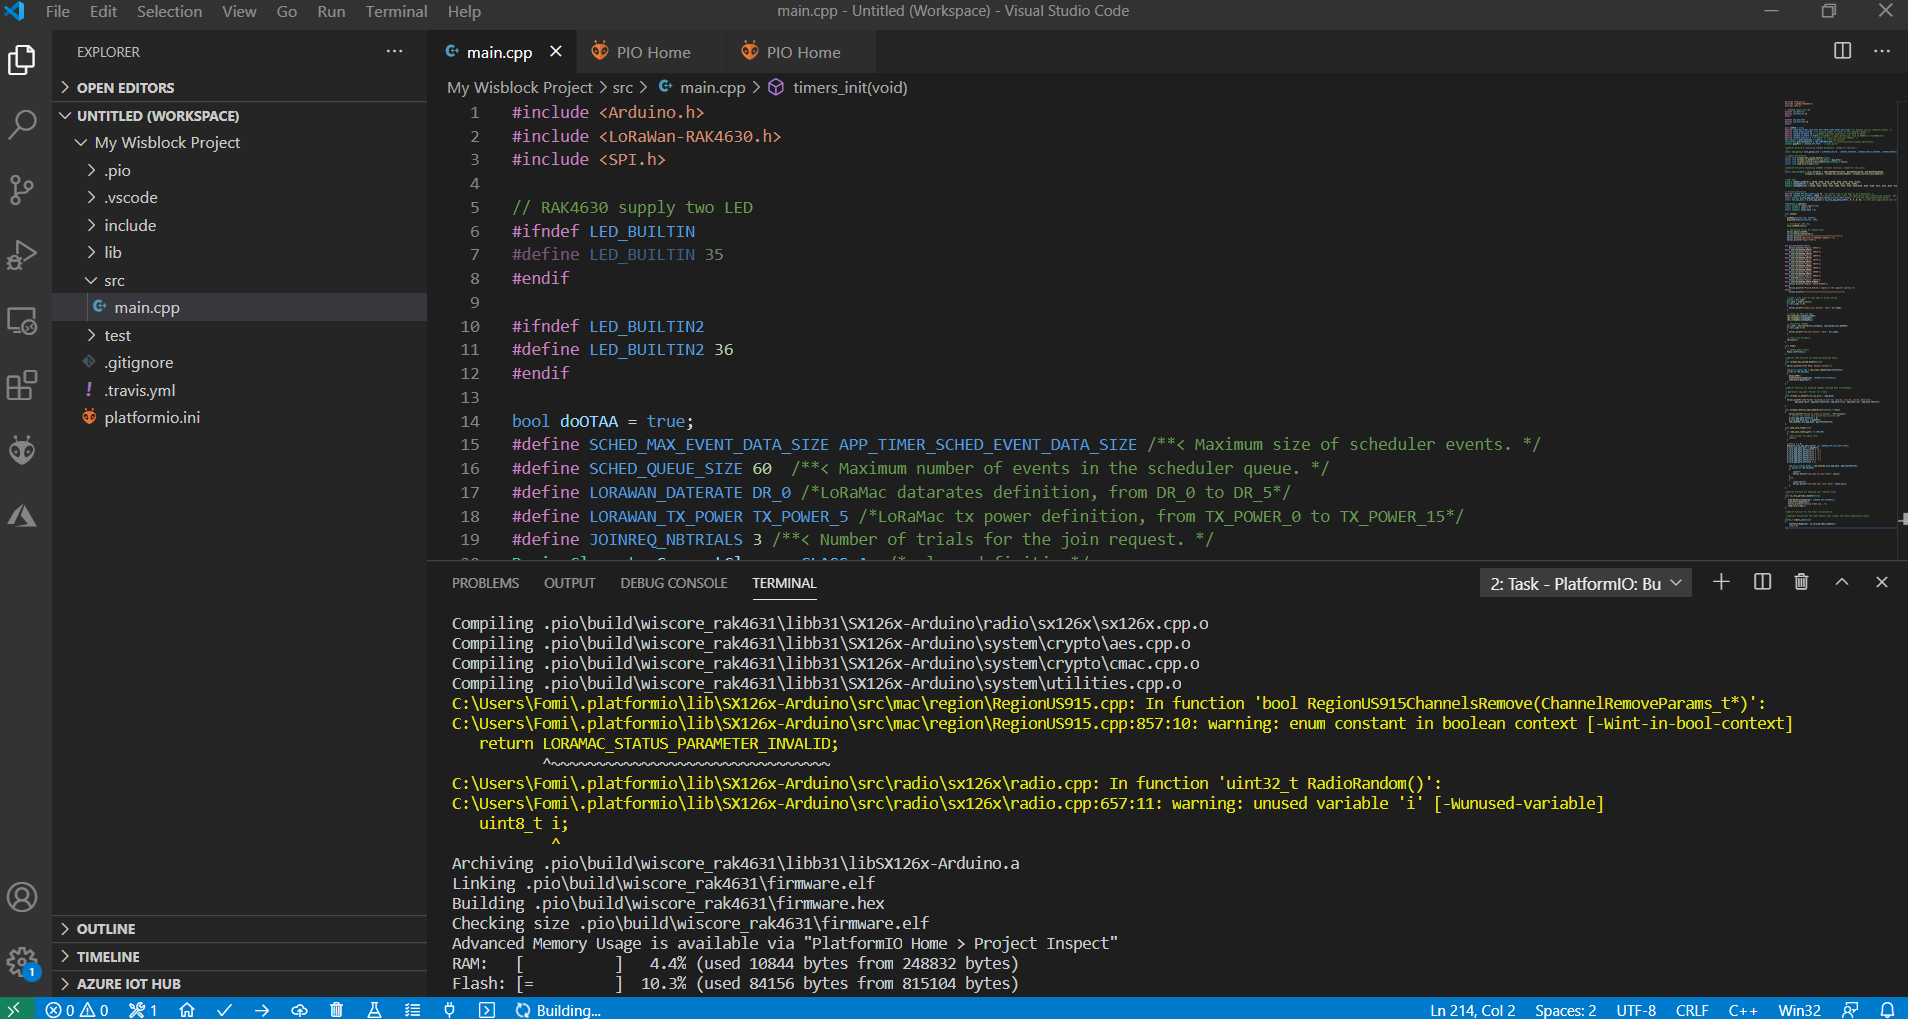 File Edit Selection View Go Run Terminal Help
main.cpp - Untitled (Workspace) - Visual Studio Code
EXPLORER
main.cpp
PIO Home
PIO Home
OPEN EDITORS
UNTITLED (WORKSPACE)
My Wisblock Project
.pio
.vscode
include
lib
src
main.cpp
test
.gitignore
.travis.yml
platformio.ini
OUTLINE
TIMELINE
AZURE IOT HUB
1
My Wisblock Project > src > main.cpp > timers_init(void)
1 #include <Arduino.h>
2 #include <LoRaWan-RAK4630.h>
3 #include <SPI.h>
4
5 // RAK4630 supply two LED
6 #ifndef LED_BUILTIN
7 #define LED_BUILTIN 35
8 #endif
9
10 #ifndef LED_BUILTIN2
11 #define LED_BUILTIN2 36
12 #endif
13
14 bool doOTAA = true;
15 #define SCHED_MAX_EVENT_DATA_SIZE APP_TIMER_SCHED_EVENT_DATA_SIZE /**< Maximum size of scheduler events. */
16 #define SCHED_QUEUE_SIZE 60 /**< Maximum number of events in the scheduler queue. */
17 #define LORAWAN_DATERATE DR_0 /*LoRaMac datarates definition, from DR_0 to DR_5*/
18 #define LORAWAN_TX_POWER TX_POWER_5 /*LoRaMac tx power definition, from TX_POWER_0 to TX_POWER_15*/
19 #define JOINREQ_NBTRIALS 3 /**< Number of trials for the join request. */
PROBLEMS OUTPUT DEBUG CONSOLE TERMINAL
2: Task - PlatformIO: Bu
Compiling .pio\build\wiscore_rak4631\libb31\SX126x-Arduino\radio\sx126x\sx126x.cpp.o
Compiling .pio\build\wiscore_rak4631\libb31\SX126x-Arduino\system\crypto\aes.cpp.o
Compiling .pio\build\wiscore_rak4631\libb31\SX126x-Arduino\system\crypto\cmac.cpp.o
Compiling .pio\build\wiscore_rak4631\libb31\SX126x-Arduino\system\utilities.cpp.o
C:\Users\Fomi\.platformio\lib\SX126x-Arduino\src\mac\region\RegionUS915.cpp: In function 'bool RegionUS915ChannelsRemove(ChannelRemoveParams_t*)':
C:\Users\Fomi\.platformio\lib\SX126x-Arduino\src\mac\region\RegionUS915.cpp:857:10: warning: enum constant in boolean context [-Wint-in-bool-context]
return LORAMAC_STATUS_PARAMETER_INVALID;
^~~~~~~~~~~~~~~~~~~~~~~~~~~~~~~~
C:\Users\Fomi\.platformio\lib\SX126x-Arduino\src\radio\sx126x\radio.cpp: In function 'uint32_t RadioRandom()':
C:\Users\Fomi\.platformio\lib\SX126x-Arduino\src\radio\sx126x\radio.cpp:657:11: warning: unused variable 'i' [-Wunused-variable]
uint8_t i;
^
Archiving .pio\build\wiscore_rak4631\libb31\libSX126x-Arduino.a
Linking .pio\build\wiscore_rak4631\firmware.elf
Building .pio\build\wiscore_rak4631\firmware.hex
Checking size .pio\build\wiscore_rak4631\firmware.elf
Advanced Memory Usage is available via "PlatformIO Home > Project Inspect"
RAM: [ ] 4.4% (used 10844 bytes from 248832 bytes)
Flash: [= ] 10.3% (used 84156 bytes from 815104 bytes)
0 0 1 Building... Ln 214, Col 2 Spaces: 2 UTF-8 CRLF C++ Win32